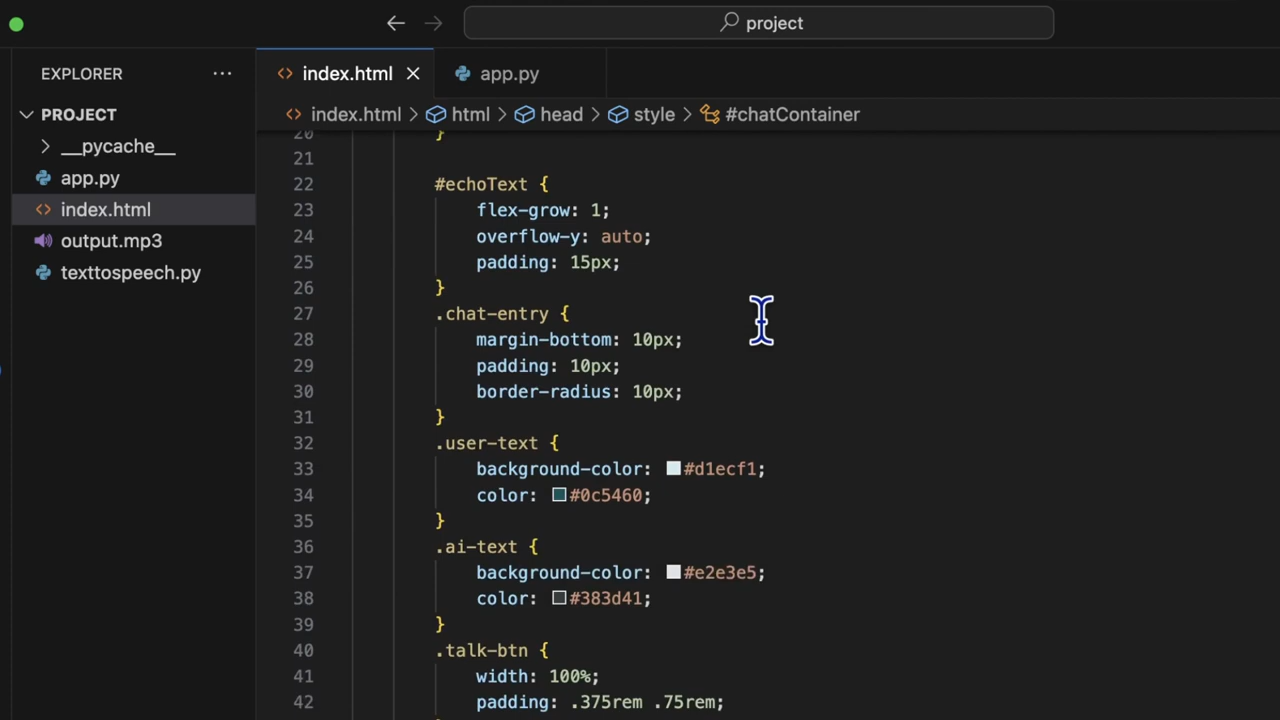 project
EXPLORER ...
index.html
app.py
PROJECT
index.html > html > head > style > #chatContainer
__pycache__
app.py
index.html
output.mp3
texttospeech.py
20 }
21
22 #echoText {
23 flex-grow: 1;
24 overflow-y: auto;
25 padding: 15px;
26 }
27 .chat-entry {
28 margin-bottom: 10px;
29 padding: 10px;
30 border-radius: 10px;
31 }
32 .user-text {
33 background-color: #d1ecf1;
34 color: #0c5460;
35 }
36 .ai-text {
37 background-color: #e2e3e5;
38 color: #383d41;
39 }
40 .talk-btn {
41 width: 100%;
42 padding: .375rem .75rem;